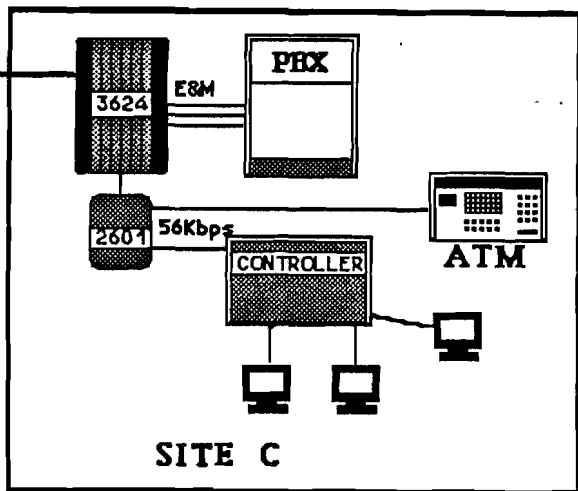 PBX
E&M
3624
2601
56Kbps
ATM
CONTROLLER
SITE C